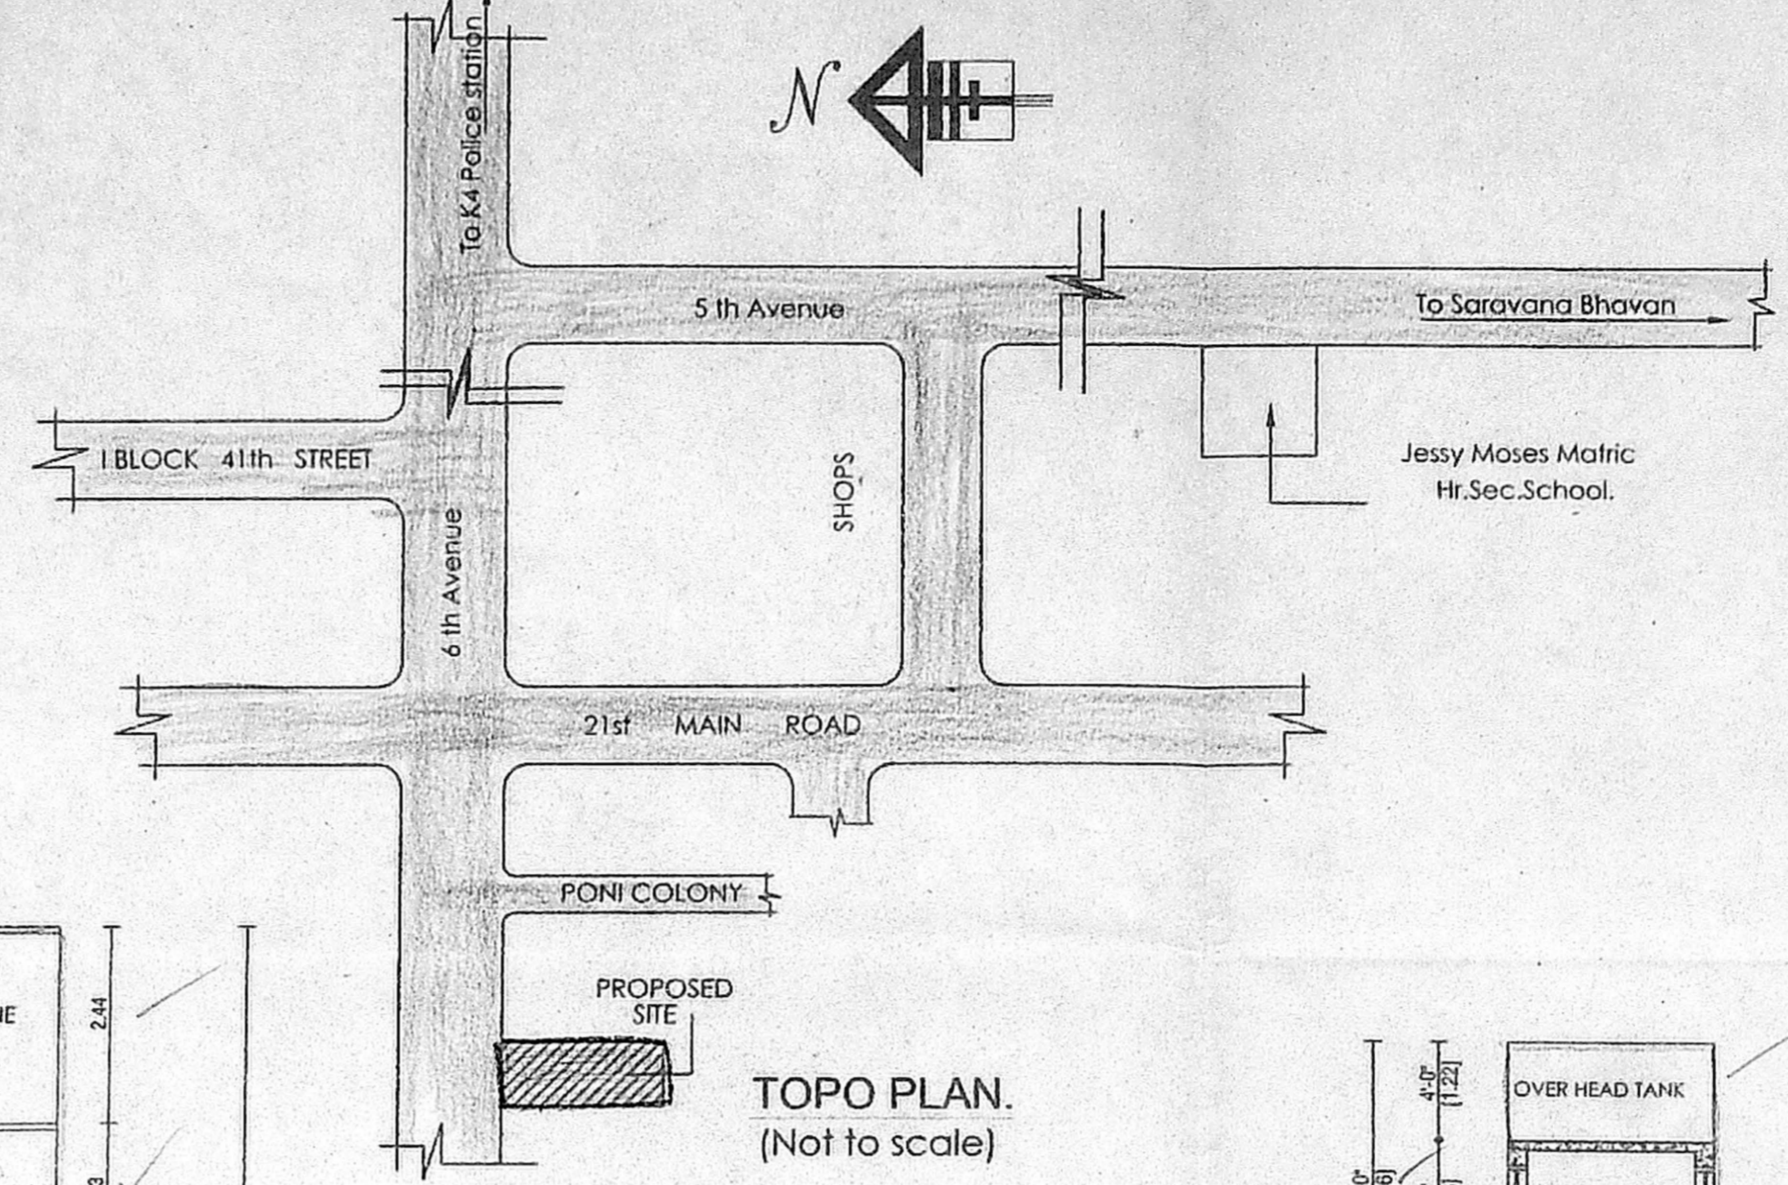 To K4 Police station
N
5 th Avenue
To Saravana Bhavan
I BLOCK 41th STREET
SHOPS
Jessy Moses Matric
Hr.Sec.School.
6 th Avenue
21st MAIN ROAD
PONI COLONY
PROPOSED
SITE
2.44
TOPO PLAN.
(Not to scale)
4'-0"
[1.22]
OVER HEAD TANK